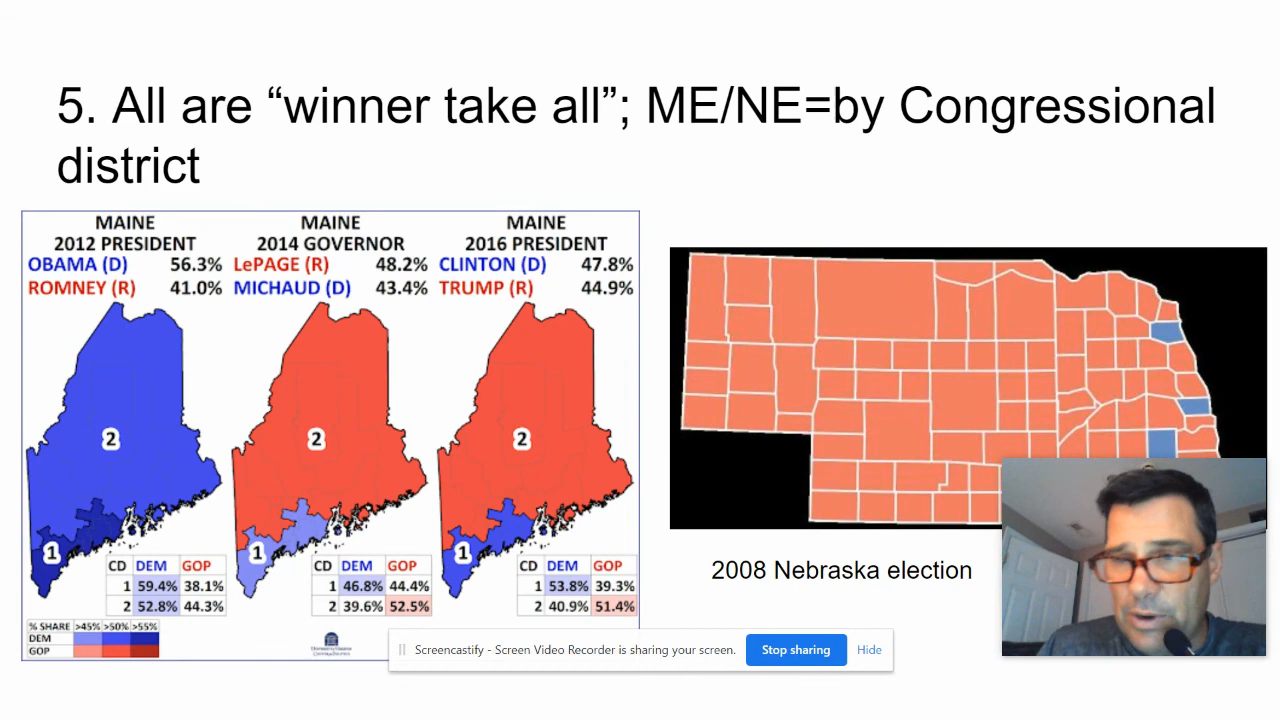 5. All are “winner take all”; ME/NE=by Congressional
district
MAINE
2012 PRESIDENT
OBAMA (D) 56.3%
ROMNEY (R) 41.0%
2
1
CD DEM GOP
1 59.4% 38.1%
2 52.8% 44.3%
% SHARE >45% >50% >55%
DEM
GOP
MAINE
2014 GOVERNOR
LePAGE (R) 48.2%
MICHAUD (D) 43.4%
2
1
CD DEM GOP
1 46.8% 44.4%
2 39.6% 52.5%
MAINE
2016 PRESIDENT
CLINTON (D) 47.8%
TRUMP (R) 44.9%
2
1
CD DEM GOP
1 53.8% 39.3%
2 40.9% 51.4%
2008 Nebraska election
Screencastify - Screen Video Recorder is sharing your screen.
Stop sharing
Hide